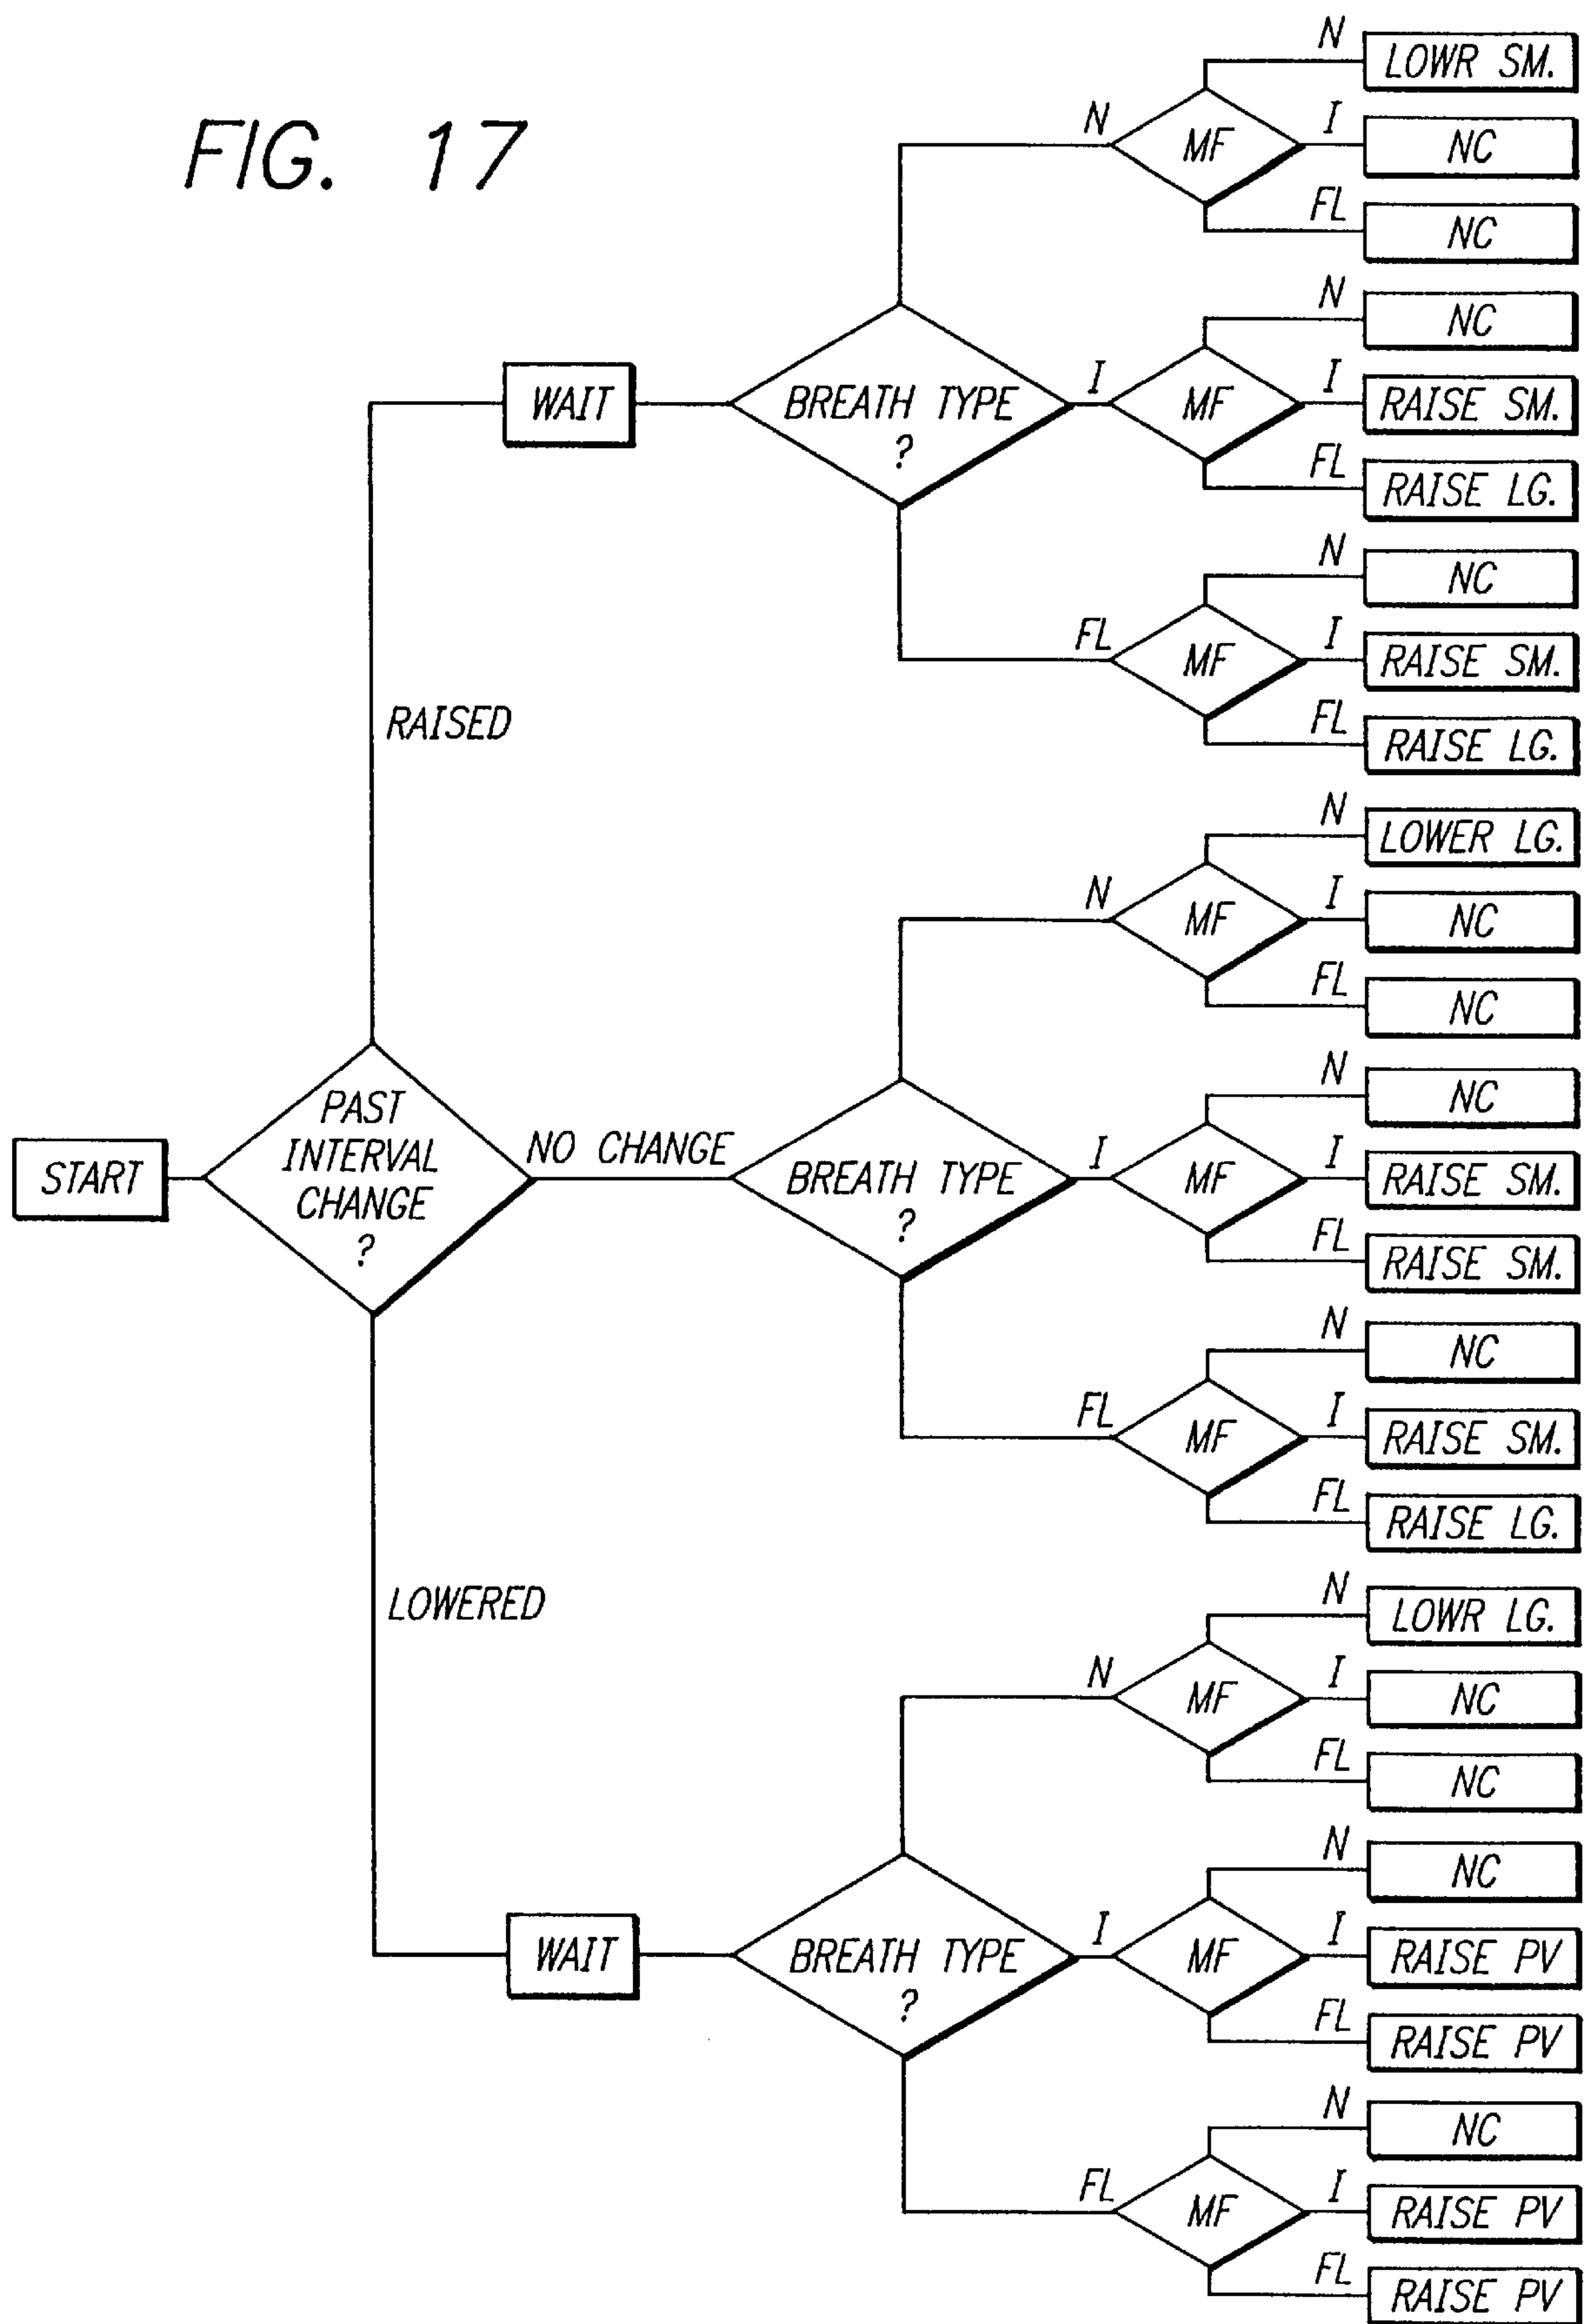 FIG. 17
START
PAST
INTERVAL
CHANGE
?
RAISED
WAIT
BREATH TYPE
?
N
MF
N
LOWR SM.
I
NC
FL
NC
I
MF
N
NC
I
RAISE SM.
FL
RAISE LG.
FL
MF
N
NC
I
RAISE SM.
FL
RAISE LG.
NO CHANGE
BREATH TYPE
?
N
MF
N
LOWER LG.
I
NC
FL
NC
I
MF
N
NC
I
RAISE SM.
FL
RAISE SM.
FL
MF
N
NC
I
RAISE SM.
FL
RAISE LG.
LOWERED
WAIT
BREATH TYPE
?
N
MF
N
LOWR LG.
I
NC
FL
NC
I
MF
N
NC
I
RAISE PV
FL
RAISE PV
FL
MF
N
NC
I
RAISE PV
FL
RAISE PV